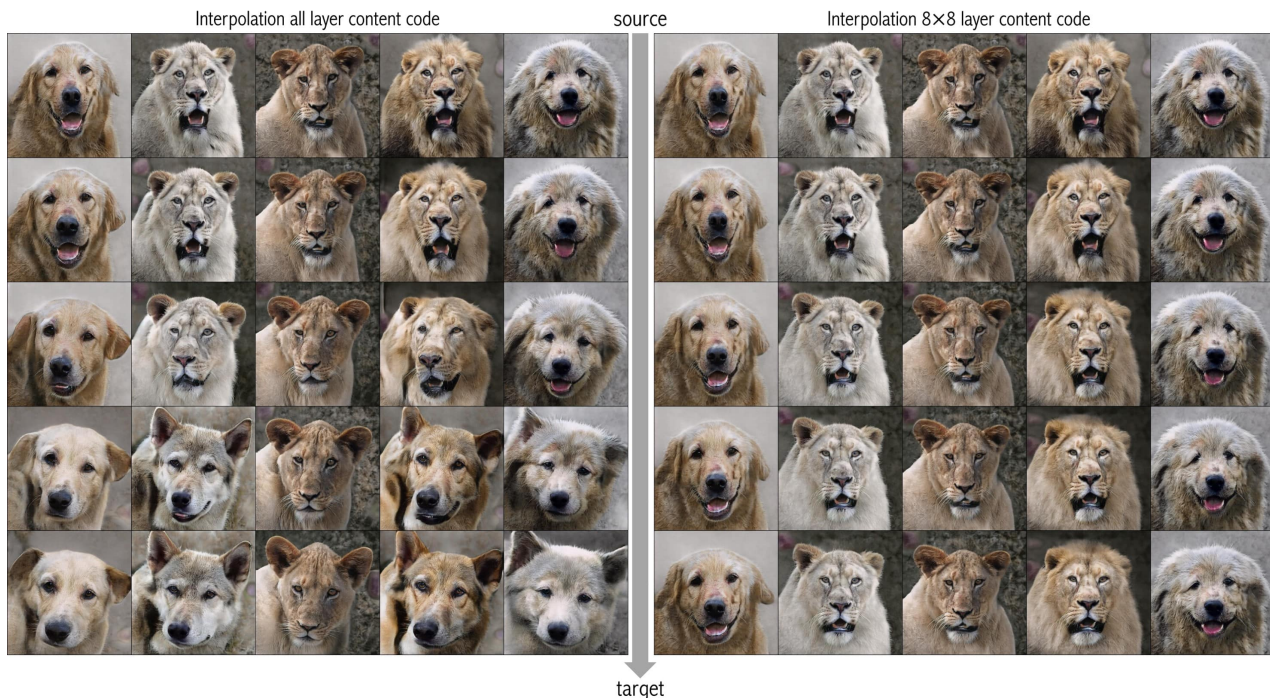 Interpolation all layer content code
source
Interpolation 8×8 layer content code
target